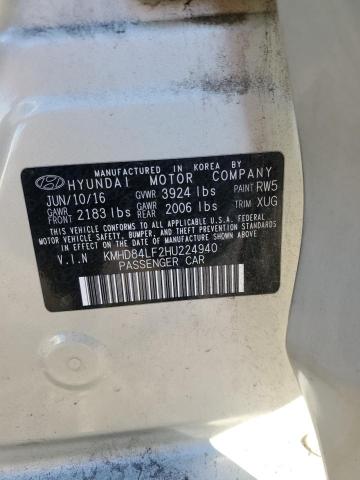 MANUFACTURED IN KOREA BY
HYUNDAI MOTOR COMPANY
JUN/10/16 GVWR 3924 lbs PAINT RW5
GAWR FRONT 2183 lbs GAWR REAR 2006 lbs TRIM XUG
THIS VEHICLE CONFORMS TO ALL APPLICABLE U.S.A. FEDERAL
MOTOR VEHICLE SAFETY, BUMPER, AND THEFT PREVENTION
STANDARDS IN EFFECT ON THE DATE OF MANUFACTURE SHOWN ABOVE.
V.I.N KMHD84LF2HU224940
PASSENGER CAR